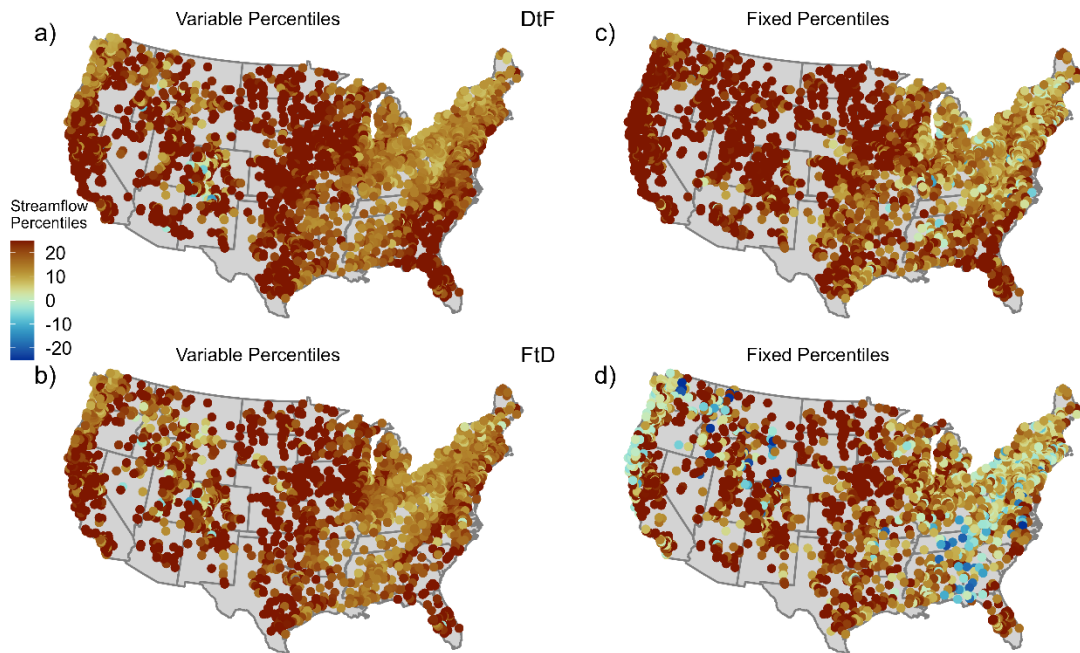 Variable Percentiles
DtF
Fixed Percentiles
a)
c)
Streamflow
Percentiles
20
10
0
-10
-20
Variable Percentiles
FtD
Fixed Percentiles
b)
d)